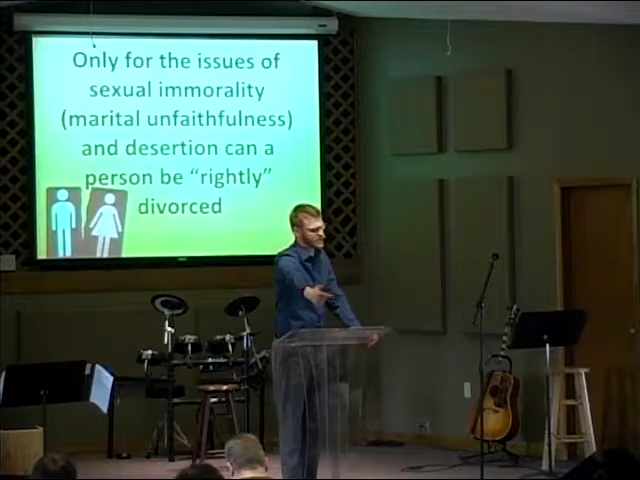 Only for the issues of
sexual immorality
(marital unfaithfulness)
and desertion can a
person be “rightly”
divorced